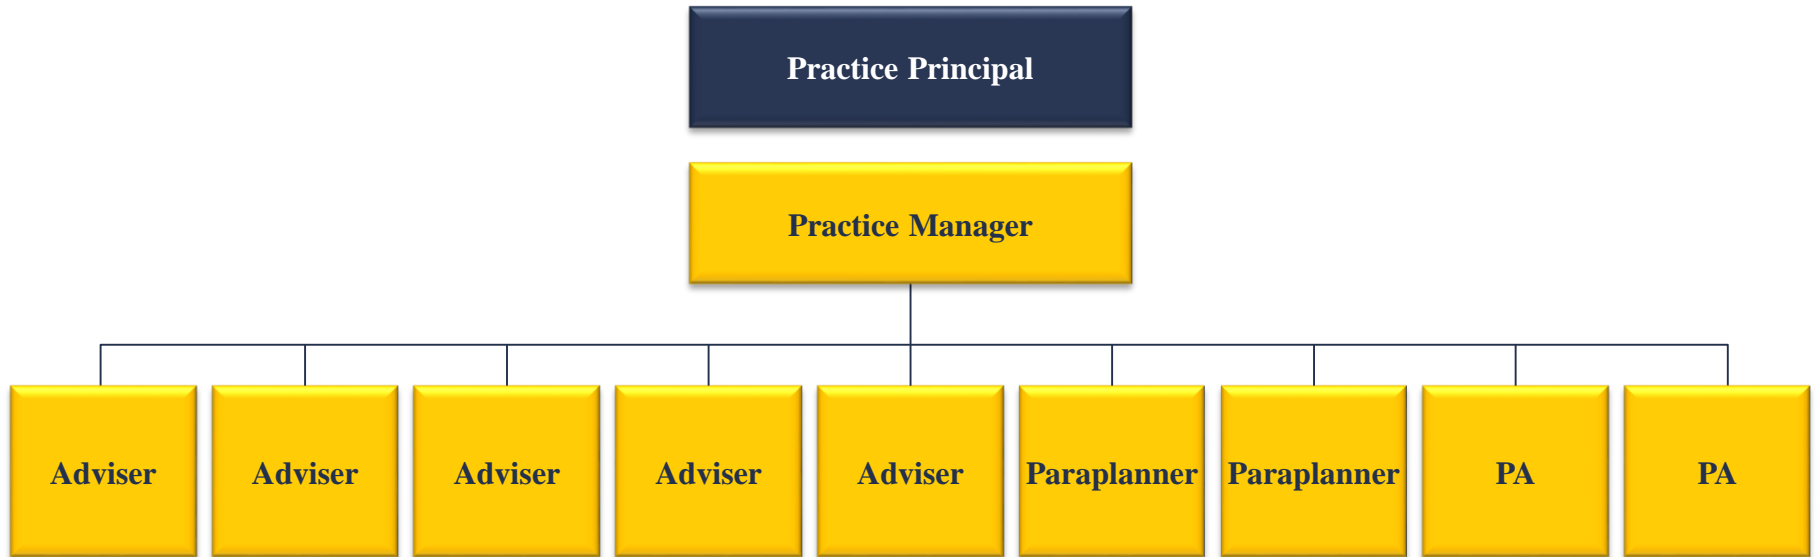 Practice Principal
Practice Manager
Adviser
Adviser
Adviser
Adviser
Adviser
Paraplanner
Paraplanner
PA
PA